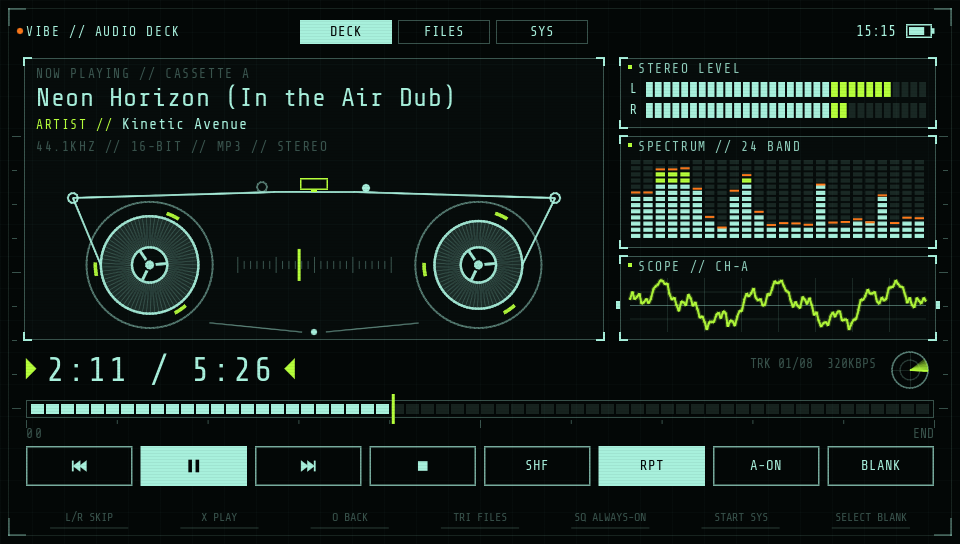 VIBE // AUDIO DECK
DECK
FILES
SYS
15:15
NOW PLAYING // CASSETTE A
Neon Horizon (In the Air Dub)
ARTIST // Kinetic Avenue
44.1KHZ // 16-BIT // MP3 // STEREO
STEREO LEVEL
L
R
SPECTRUM // 24 BAND
SCOPE // CH-A
2:11 / 5:26
TRK 01/08 320KBPS
00
END
SHF
RPT
A-ON
BLANK
L/R SKIP
X PLAY
O BACK
TRI FILES
SQ ALWAYS-ON
START SYS
SELECT BLANK